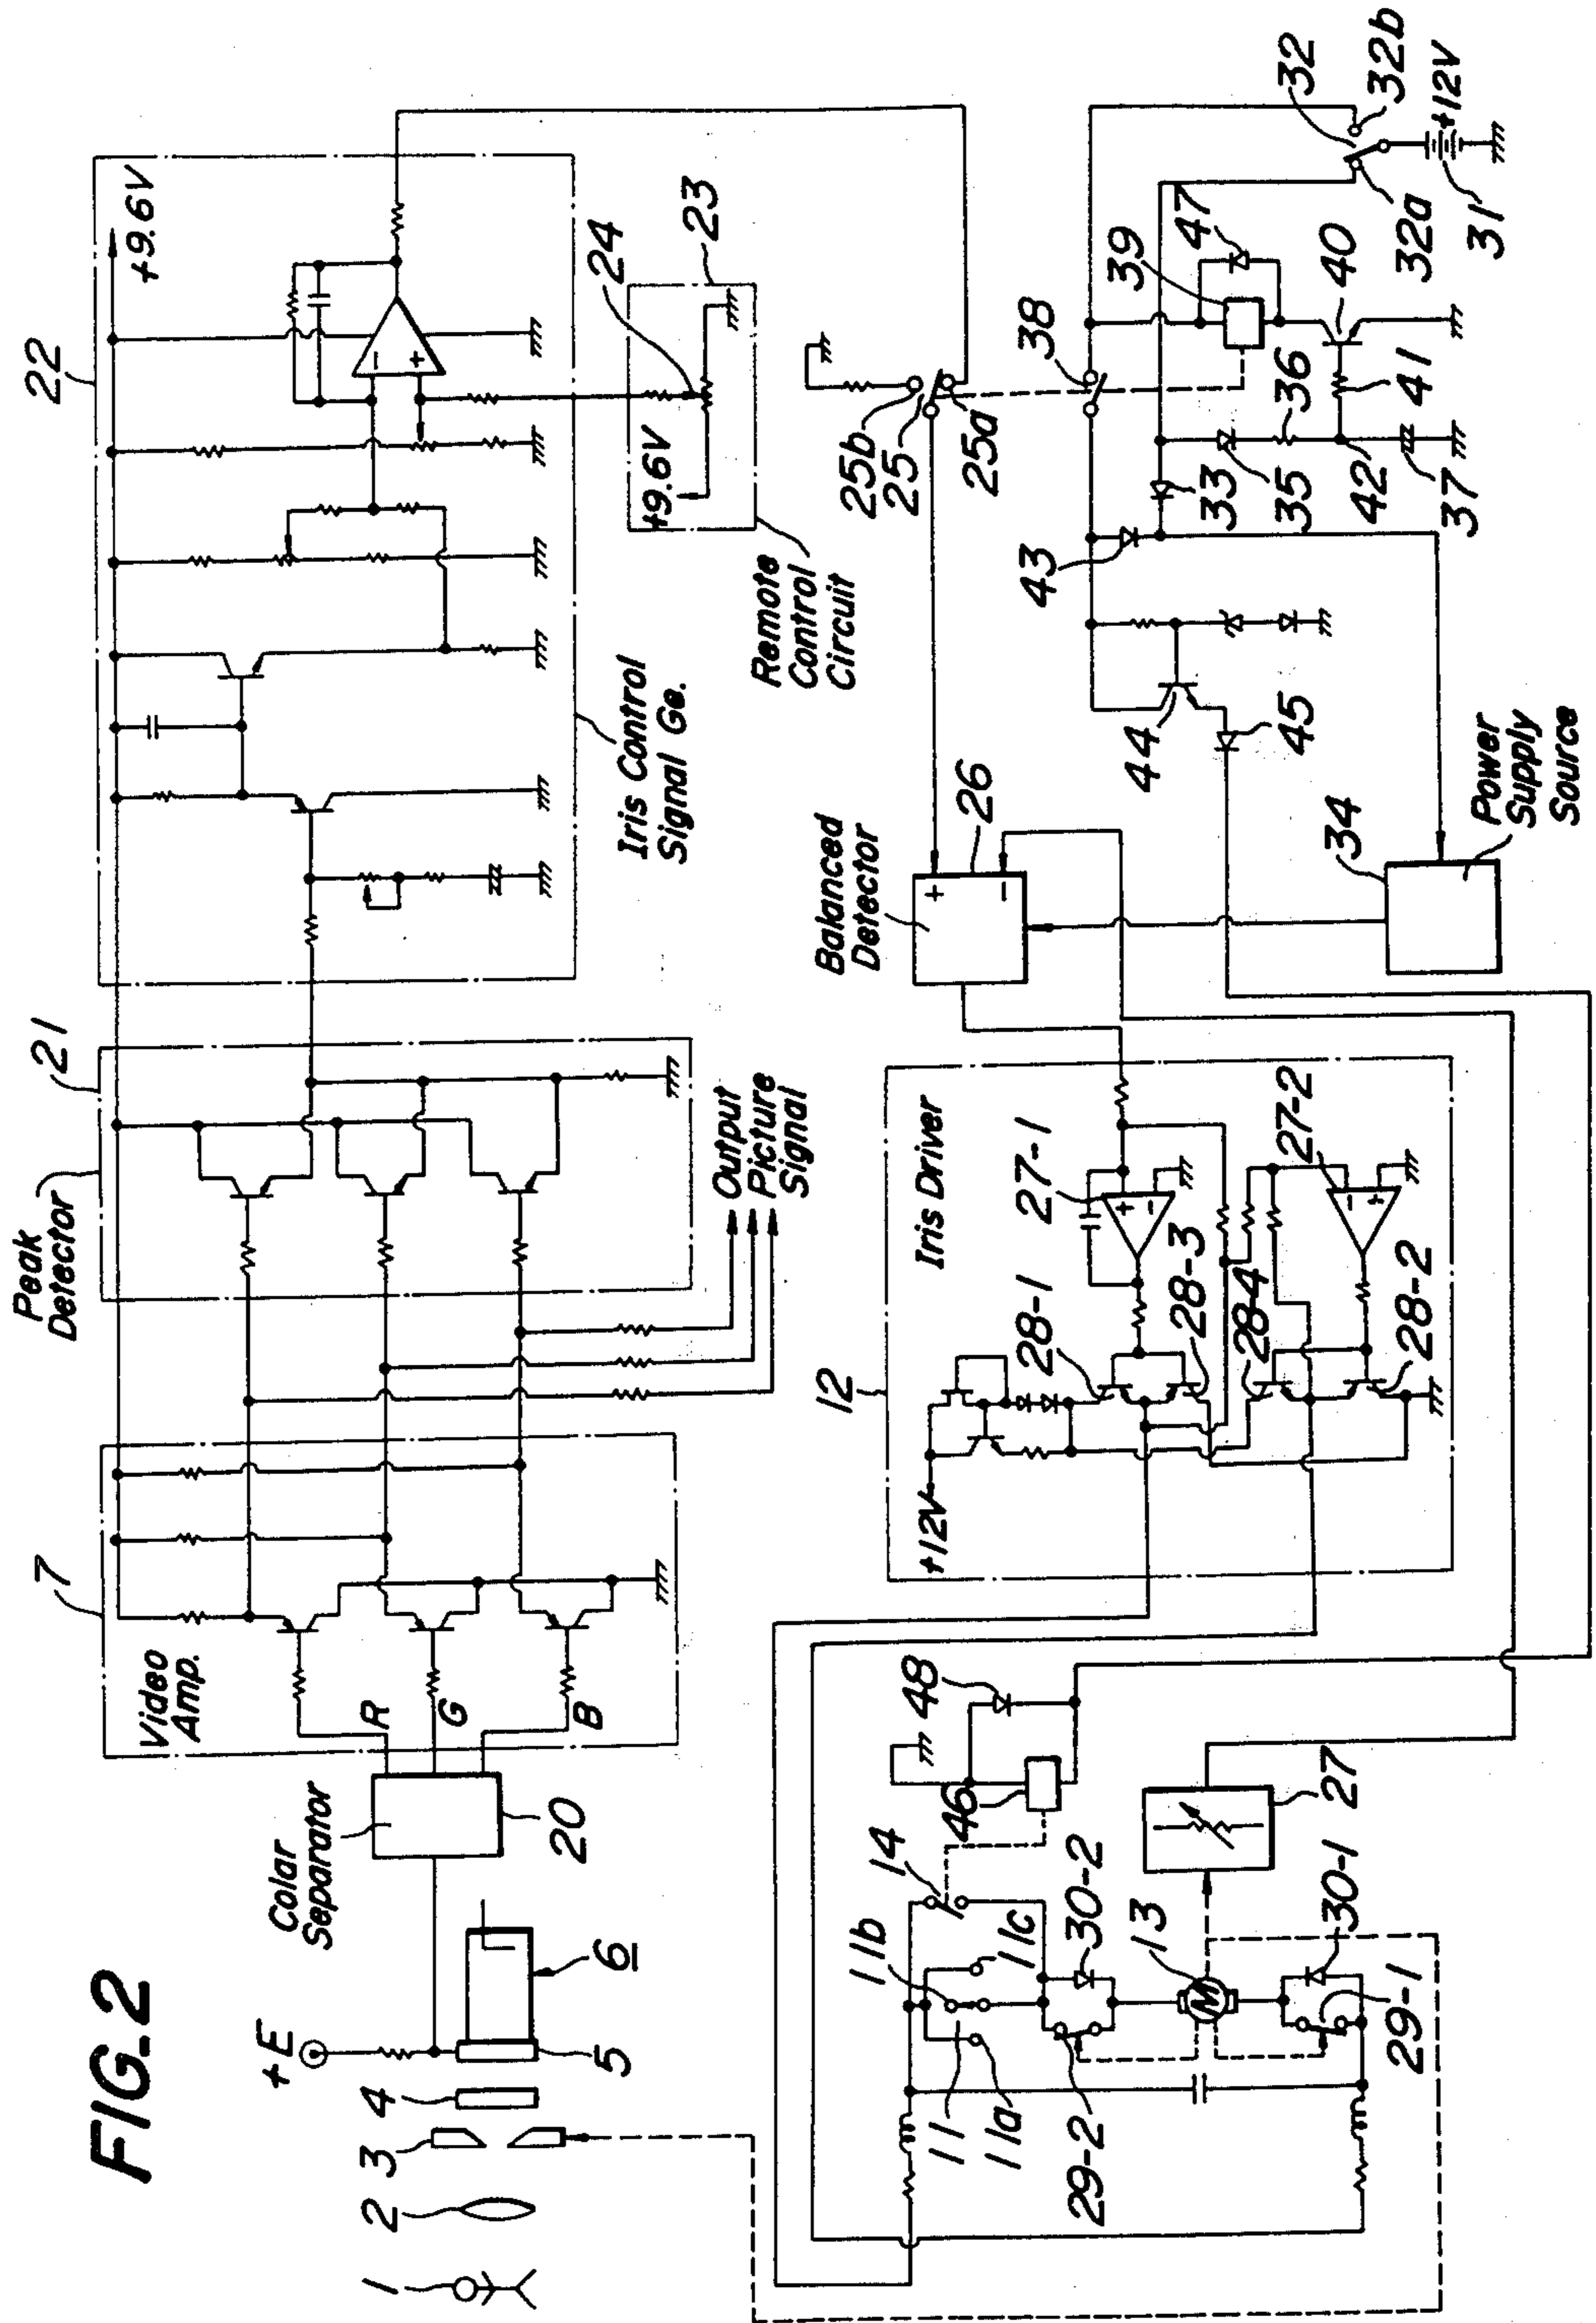 FIG_2
1
2
3
4
5
6
+E
Colar
Separator
20
R
G
B
Video
Amp.
7
Peak
Detector
21
Output
Picture
Signal
22
+9.6V
Iris Control
Signal Ge.
24
23
+9.6V
Remote
Control
Circuit
25b
25
25a
38
32
32b
+12V
32a
31
47
39
40
36
41
33
35
42
37
43
44
45
Balanced
Detector
26
+
-
34
Power
Supply
Source
12
Iris Driver
27-1
+
-
27-2
-
+
28-1
28-3
28-4
28-2
+12V
48
46
14
11b
11c
11
11a
30-2
29-2
13
M
27
30-1
29-1
-
+